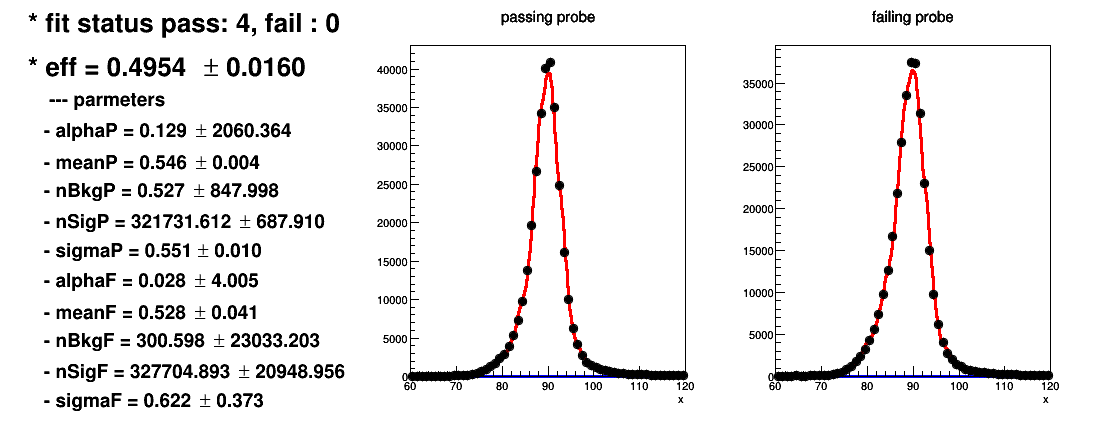 * fit status pass: 4, fail : 0
* eff = 0.4954 ± 0.0160
--- parmeters
- alphaP = 0.129 ± 2060.364
- meanP = 0.546 ± 0.004
- nBkgP = 0.527 ± 847.998
- nSigP = 321731.612 ± 687.910
- sigmaP = 0.551 ± 0.010
- alphaF = 0.028 ± 4.005
- meanF = 0.528 ± 0.041
- nBkgF = 300.598 ± 23033.203
- nSigF = 327704.893 ± 20948.956
- sigmaF = 0.622 ± 0.373
passing probe
40000
35000
30000
25000
20000
15000
10000
5000
0
60 70 80 90 100 110 120
x
failing probe
35000
30000
25000
20000
15000
10000
5000
0
60 70 80 90 100 110 120
x